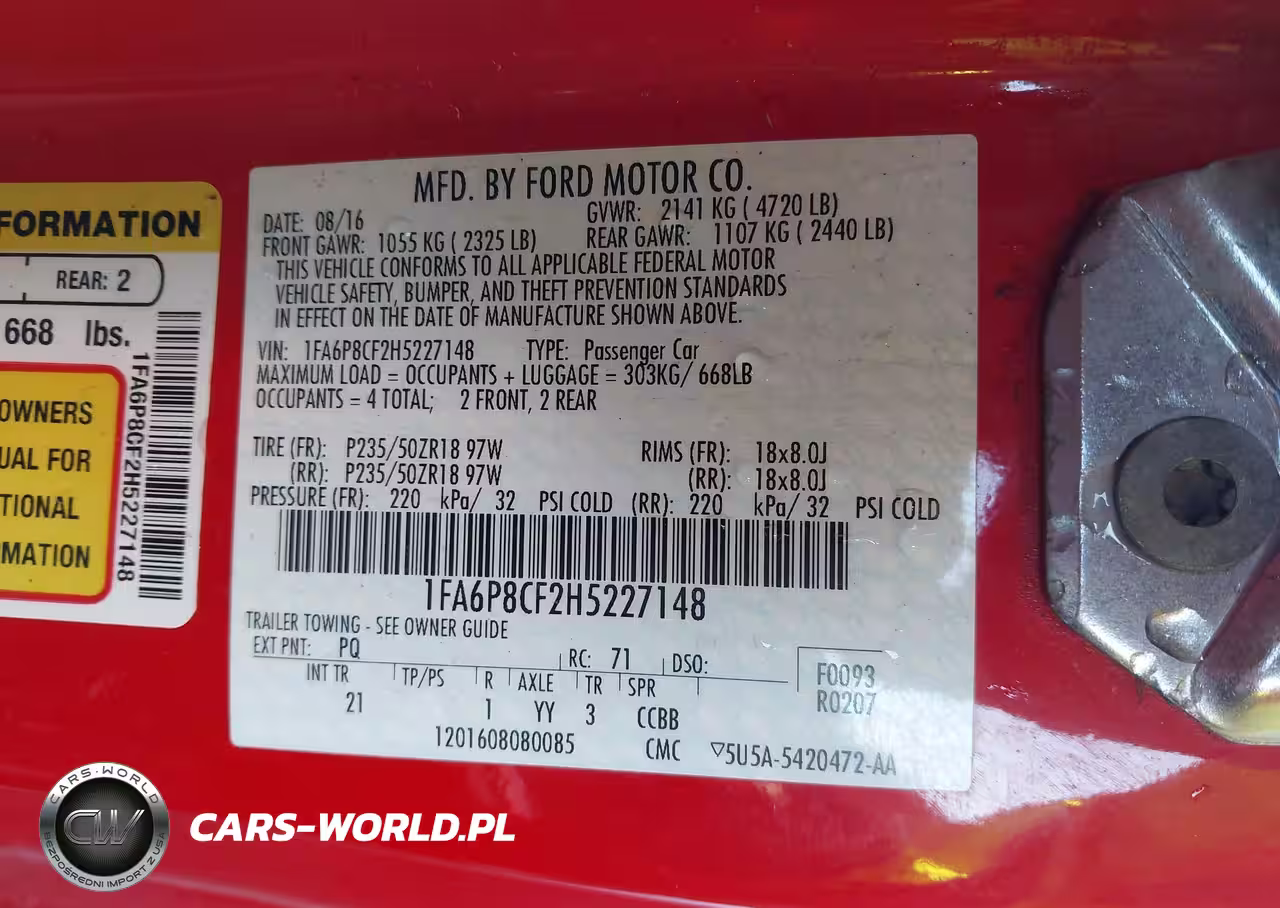 FORMATION
REAR: 2
668 lbs.
OWNERS
UAL FOR
TIONAL
MATION
1FA6P8CF2H5227148
MFD. BY FORD MOTOR CO.
DATE: 08/16 GVWR: 2141 KG ( 4720 LB)
FRONT GAWR: 1055 KG ( 2325 LB) REAR GAWR: 1107 KG ( 2440 LB)
THIS VEHICLE CONFORMS TO ALL APPLICABLE FEDERAL MOTOR
VEHICLE SAFETY, BUMPER, AND THEFT PREVENTION STANDARDS
IN EFFECT ON THE DATE OF MANUFACTURE SHOWN ABOVE.
VIN: 1FA6P8CF2H5227148 TYPE: Passenger Car
MAXIMUM LOAD = OCCUPANTS + LUGGAGE = 303KG/ 668LB
OCCUPANTS = 4 TOTAL; 2 FRONT, 2 REAR
TIRE (FR): P235/50ZR18 97W RIMS (FR): 18x8.0J
(RR): P235/50ZR18 97W (RR): 18x8.0J
PRESSURE (FR): 220 kPa/ 32 PSI COLD (RR): 220 kPa/ 32 PSI COLD
1FA6P8CF2H5227148
TRAILER TOWING - SEE OWNER GUIDE
EXT PNT: PQ RC: 71 DSO: F0093
INT TR TP/PS R AXLE TR SPR R0207
21 1 YY 3 CCBB
1201608080085 CMC ▽5U5A-5420472-AA
CARS-WORLD
CW
BEZPOŚREDNI IMPORT Z USA
CARS-WORLD.PL